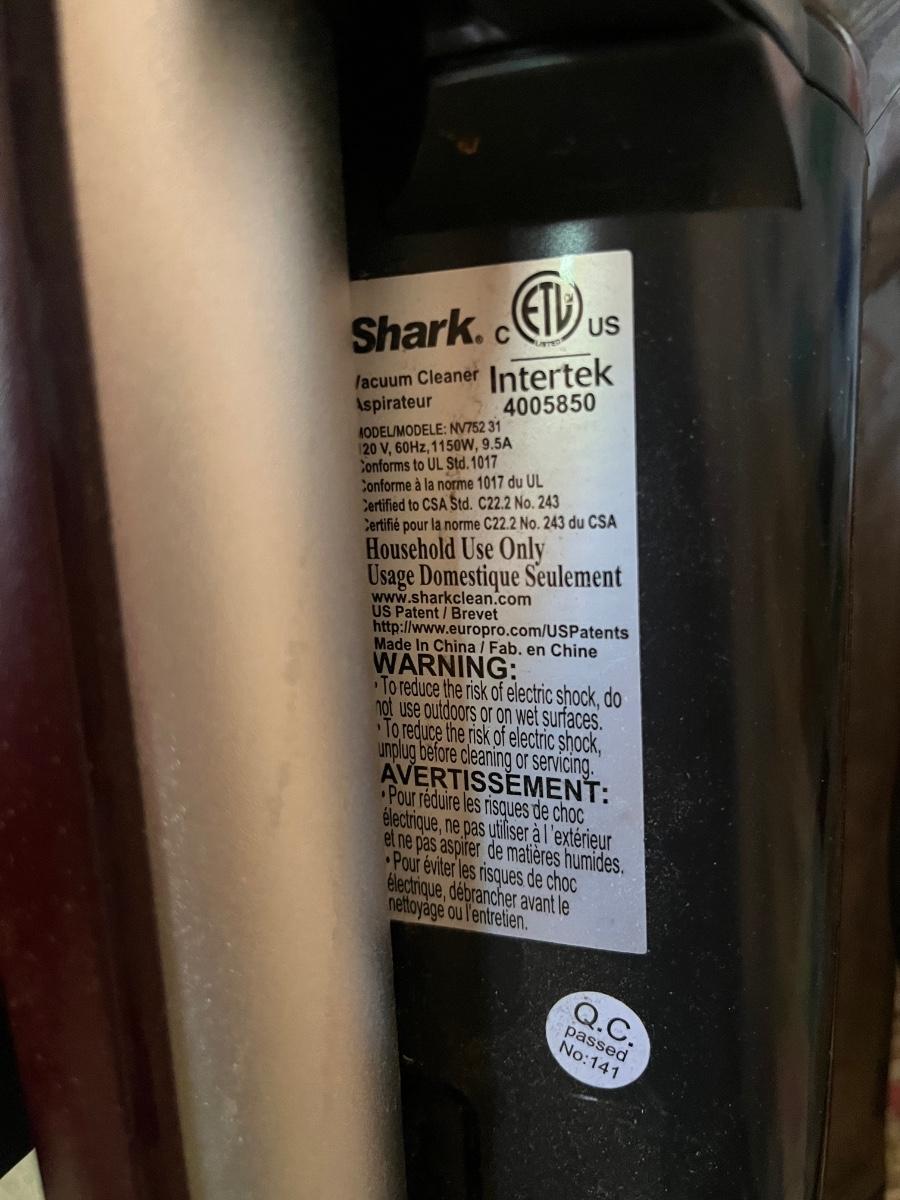 Shark®
C ETL CM LISTED US
Vacuum Cleaner
Aspirateur
Intertek
4005850
MODEL/MODELE: NV752 31
120 V, 60Hz, 1150W, 9.5A
Conforms to UL Std. 1017
Conforme à la norme 1017 du UL
Certified to CSA Std. C22.2 No. 243
Certifié pour la norme C22.2 No. 243 du CSA
Household Use Only
Usage Domestique Seulement
www.sharkclean.com
US Patent / Brevet
http://www.europro.com/USPatents
Made In China / Fab. en Chine
WARNING:
• To reduce the risk of electric shock, do
not use outdoors or on wet surfaces.
• To reduce the risk of electric shock,
unplug before cleaning or servicing.
AVERTISSEMENT:
• Pour réduire les risques de choc
électrique, ne pas utiliser à l 'extérieur
et ne pas aspirer de matières humides.
• Pour éviter les risques de choc
électrique, débrancher avant le
nettoyage ou l'entretien.
Q.C.
passed
No:141